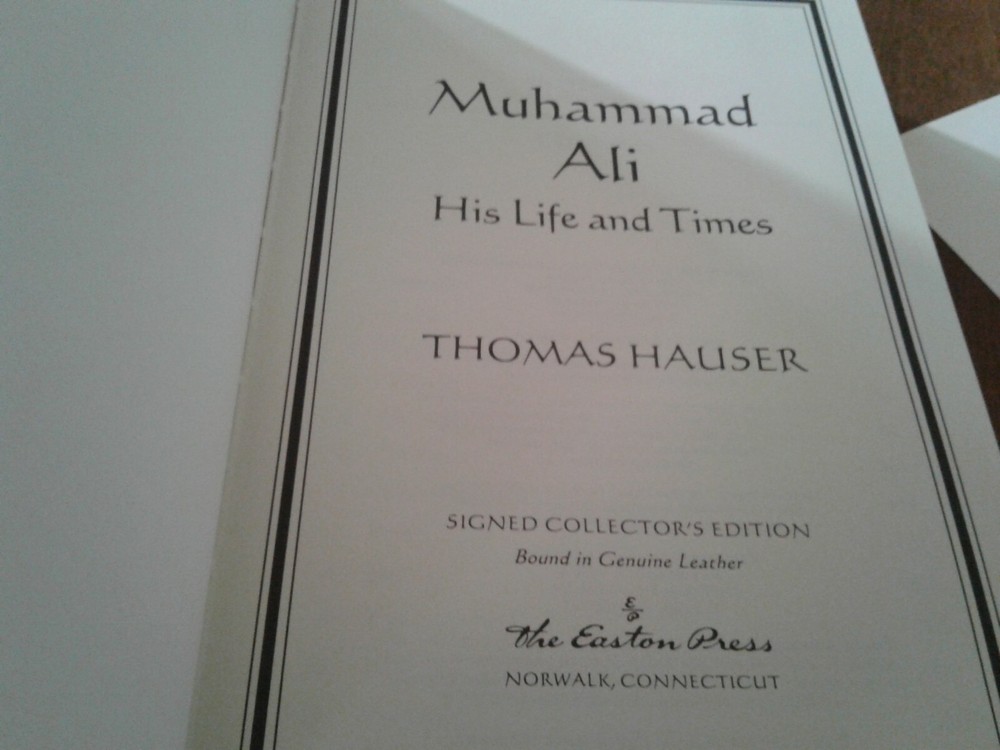 Muhammad
Ali
His Life and Times
THOMAS HAUSER
SIGNED COLLECTOR'S EDITION
Bound in Genuine Leather
The Easton Press
NORWALK, CONNECTICUT